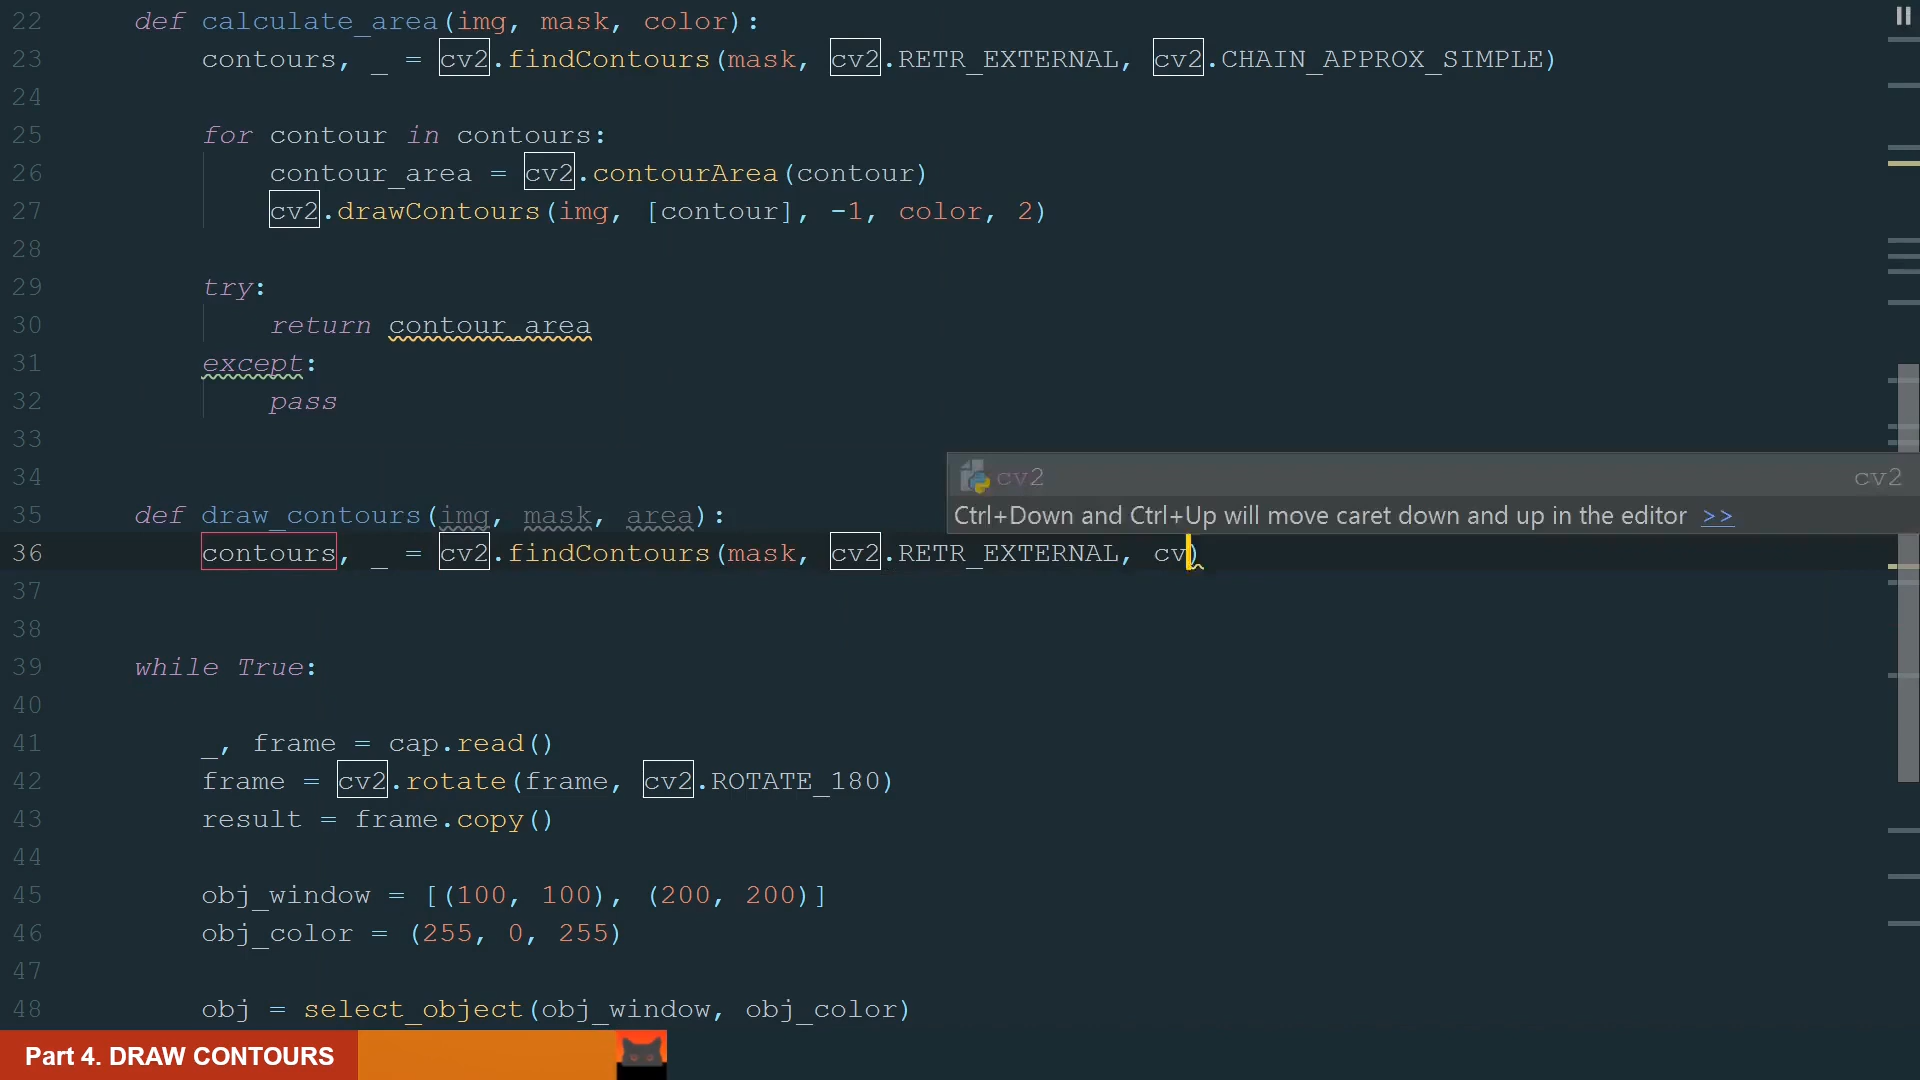 22 def calculate_area(img, mask, color):
23 contours, _ = cv2.findContours(mask, cv2.RETR_EXTERNAL, cv2.CHAIN_APPROX_SIMPLE)
24
25 for contour in contours:
26 contour_area = cv2.contourArea(contour)
27 cv2.drawContours(img, [contour], -1, color, 2)
28
29 try:
30 return contour_area
31 except:
32 pass
33
34
cv2 cv2
Ctrl+Down and Ctrl+Up will move caret down and up in the editor >>
35 def draw_contours(img, mask, area):
36 contours, _ = cv2.findContours(mask, cv2.RETR_EXTERNAL, cv)
37
38
39 while True:
40
41 _, frame = cap.read()
42 frame = cv2.rotate(frame, cv2.ROTATE_180)
43 result = frame.copy()
44
45 obj_window = [(100, 100), (200, 200)]
46 obj_color = (255, 0, 255)
47
48 obj = select_object(obj_window, obj_color)
Part 4. DRAW CONTOURS